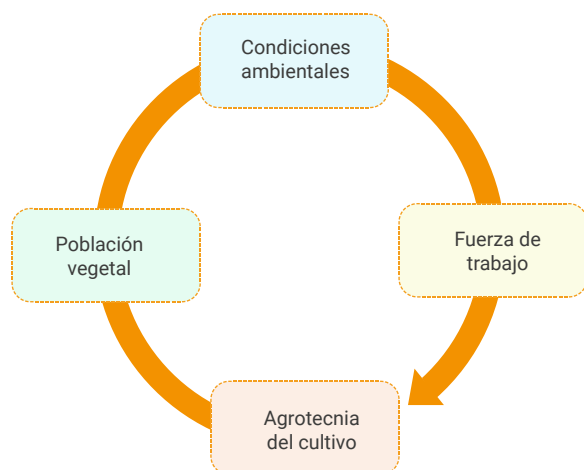 Condiciones
ambientales
Población
vegetal
Fuerza de
trabajo
Agrotecnia
del cultivo